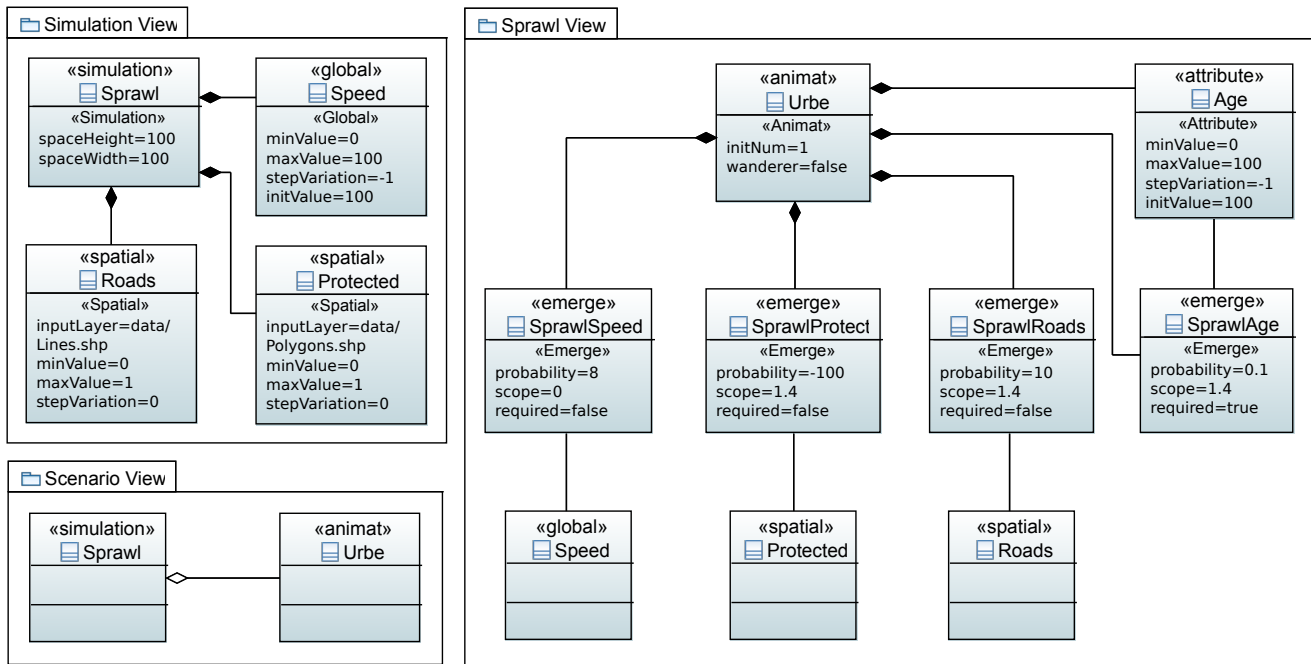 Simulation View
«simulation»
Sprawl
«Simulation»
spaceHeight=100
spaceWidth=100
«global»
Speed
«Global»
minValue=0
maxValue=100
stepVariation=-1
initValue=100
«spatial»
Roads
«Spatial»
inputLayer=data/
Lines.shp
minValue=0
maxValue=1
stepVariation=0
«spatial»
Protected
«Spatial»
inputLayer=data/
Polygons.shp
minValue=0
maxValue=1
stepVariation=0
Scenario View
«simulation»
Sprawl
«animat»
Urbe
Sprawl View
«animat»
Urbe
«Animat»
initNum=1
wanderer=false
«attribute»
Age
«Attribute»
minValue=0
maxValue=100
stepVariation=-1
initValue=100
«emerge»
SprawlSpeed
«Emerge»
probability=8
scope=0
required=false
«emerge»
SprawlProtect
«Emerge»
probability=-100
scope=1.4
required=false
«emerge»
SprawlRoads
«Emerge»
probability=10
scope=1.4
required=false
«emerge»
SprawlAge
«Emerge»
probability=0.1
scope=1.4
required=true
«global»
Speed
«spatial»
Protected
«spatial»
Roads